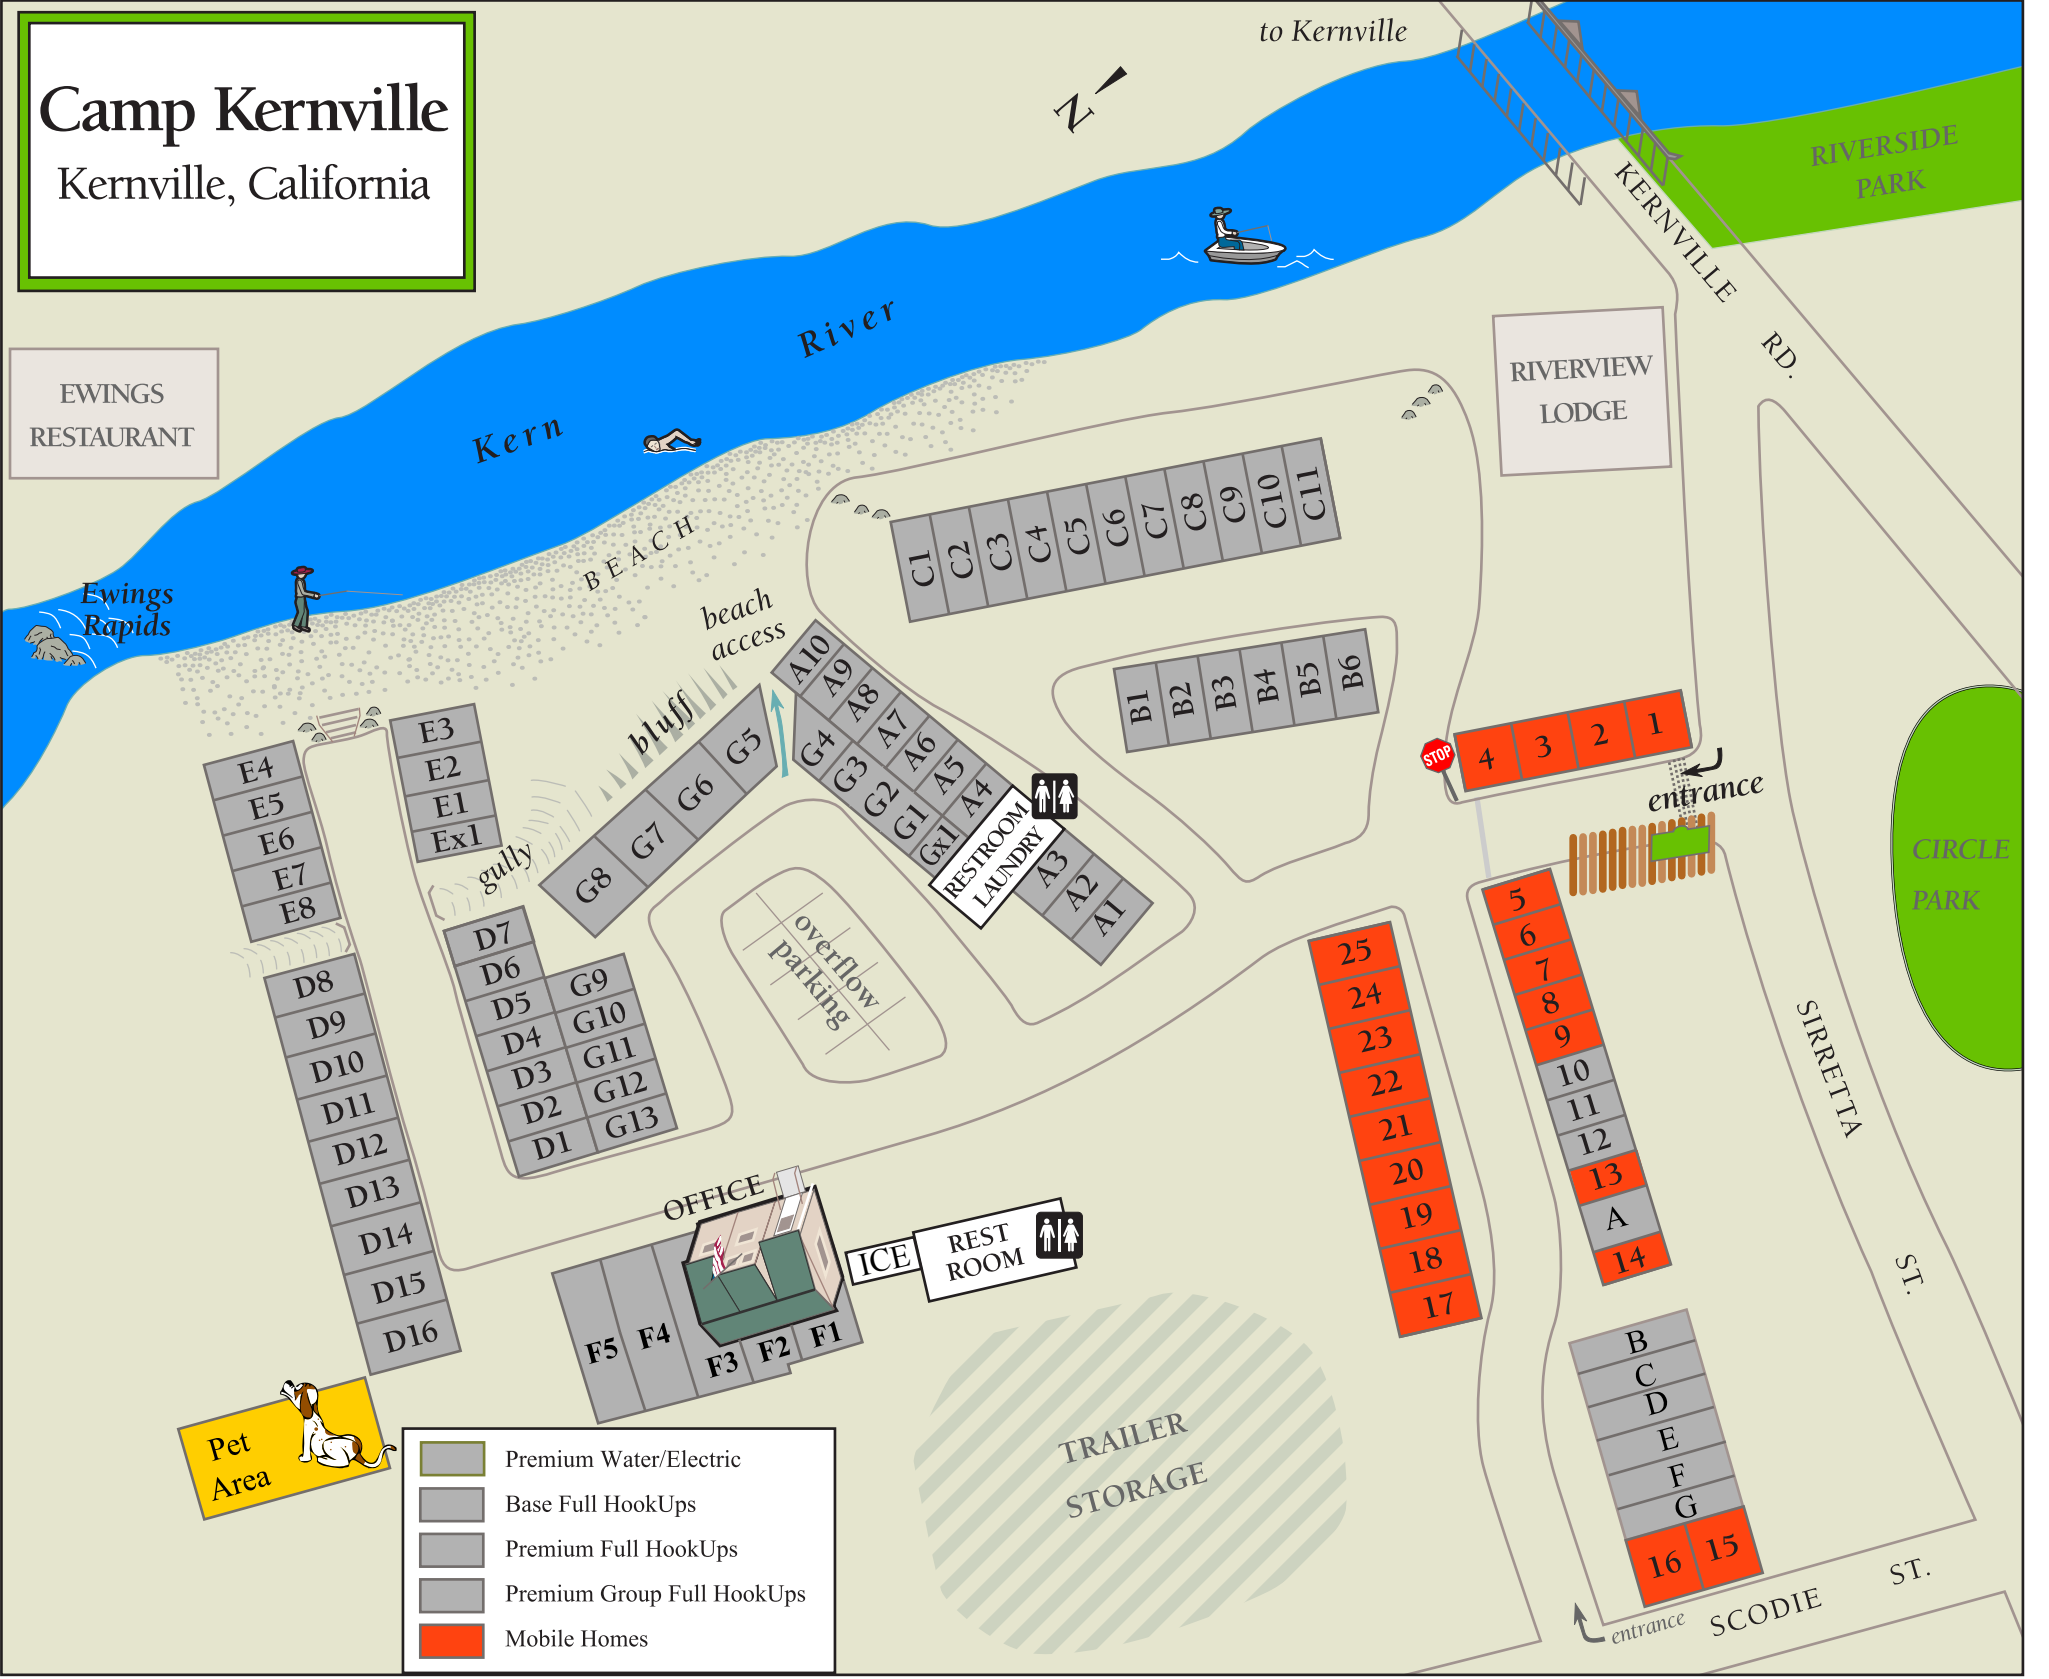 Camp Kernville
Kernville, California
to Kernville
N
RIVERSIDE
PARK
KERNVILLE RD.
EWINGS
RESTAURANT
Kern River
RIVERVIEW
LODGE
Ewings
Rapids
BEACH
beach
access
bluff
gully
C1
C2
C3
C4
C5
C6
C7
C8
C9
C10
C11
B1
B2
B3
B4
B5
B6
A10
A9
A8
A7
A6
A5
A4
RESTROOM
LAUNDRY
A3
A2
A1
G4
G3
G2
G1
Gx1
G5
G6
G7
G8
E3
E2
E1
Ex1
E4
E5
E6
E7
E8
D7
D6
D5
D4
D3
D2
D1
G9
G10
G11
G12
G13
D8
D9
D10
D11
D12
D13
D14
D15
D16
overflow
parking
STOP
4
3
2
1
entrance
CIRCLE
PARK
5
6
7
8
9
10
11
12
13
A
14
B
C
D
E
F
G
16
15
25
24
23
22
21
20
19
18
17
SIRRETTA ST.
OFFICE
ICE
REST
ROOM
F5
F4
F3
F2
F1
TRAILER
STORAGE
Pet
Area
Premium Water/Electric
Base Full HookUps
Premium Full HookUps
Premium Group Full HookUps
Mobile Homes
entrance
SCODIE ST.